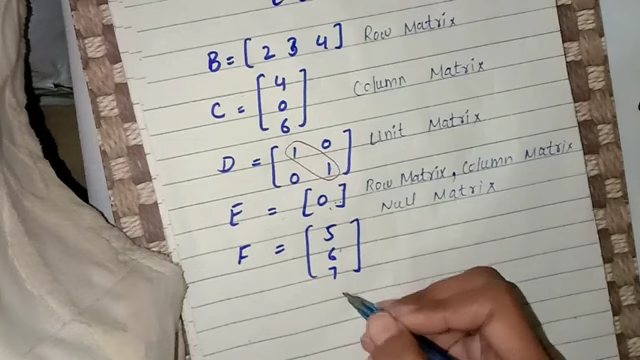 B = [ 2 3 4 ] Row Matrix
C = [ 4 Column Matrix
0
6 ]
D = [ 1 0 Unit Matrix
0 1 ]
E = [0] Row Matrix, Column Matrix
Null Matrix
F = [ 5
6
7 ]